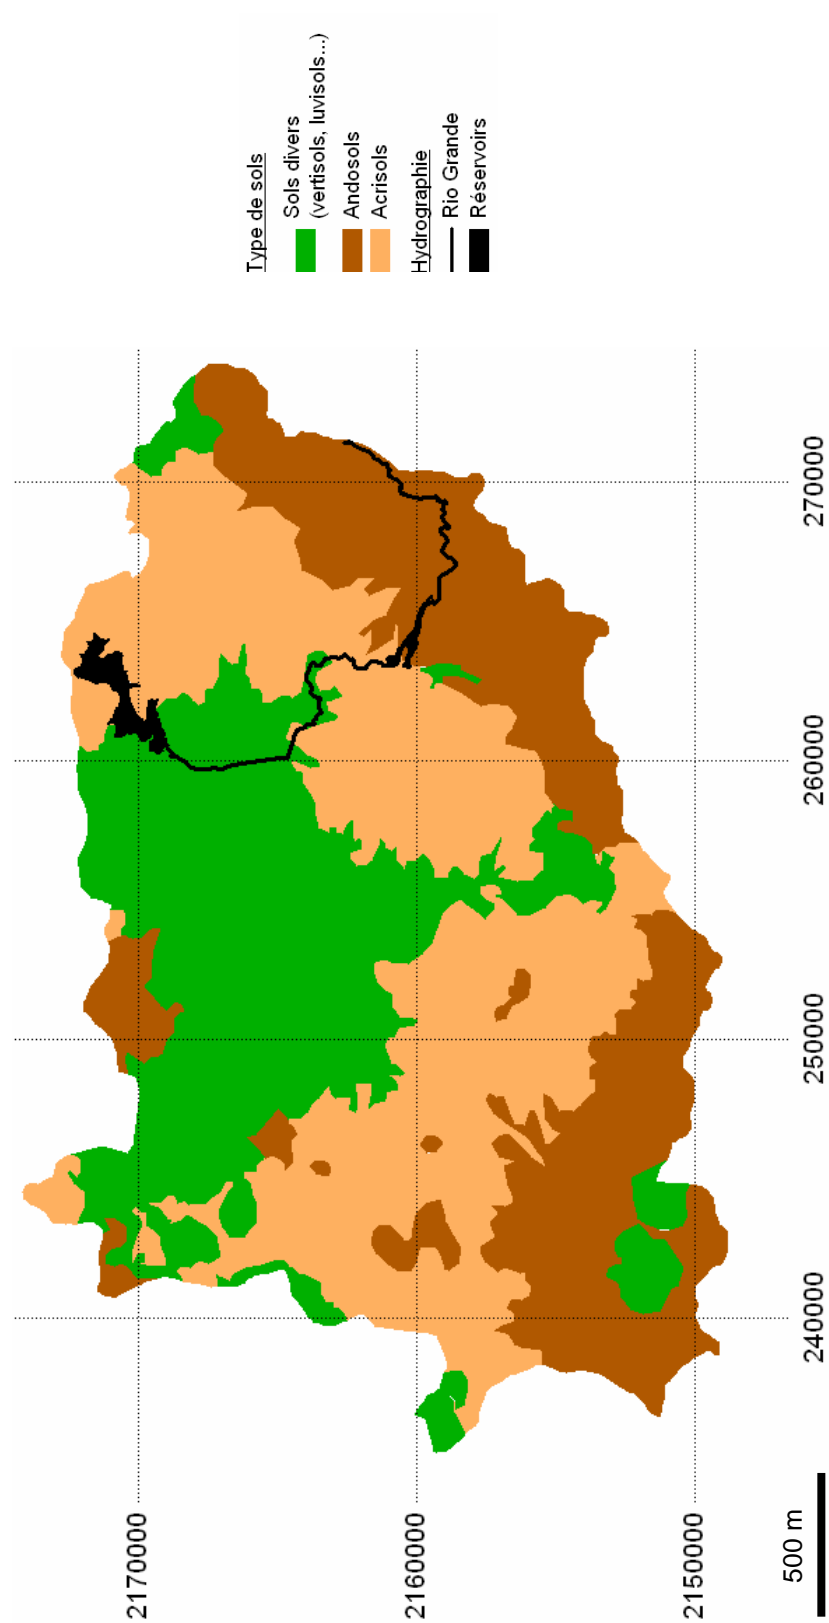 Type de sols
Sols divers
(vertisols, luvisols...)
Andosols
Acrisols
Hydrographie
Rio Grande
Réservoirs
2170000
2160000
2150000
240000
250000
260000
270000
500 m